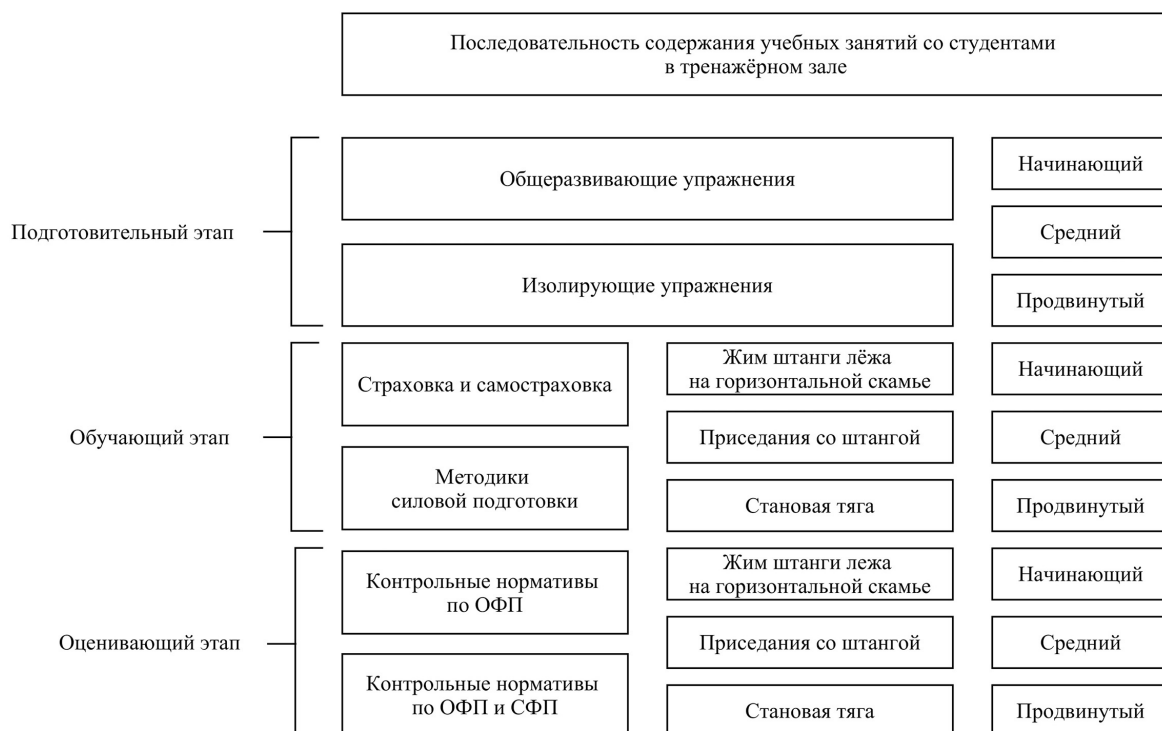 Последовательность содержания учебных занятий со студентами
в тренажёрном зале
Подготовительный этап
Общеразвивающие упражнения
Изолирующие упражнения
Начинающий
Средний
Продвинутый
Обучающий этап
Страховка и самостраховка
Методики
силовой подготовки
Жим штанги лёжа
на горизонтальной скамье
Приседания со штангой
Становая тяга
Начинающий
Средний
Продвинутый
Оценивающий этап
Контрольные нормативы
по ОФП
Контрольные нормативы
по ОФП и СФП
Жим штанги лежа
на горизонтальной скамье
Приседания со штангой
Становая тяга
Начинающий
Средний
Продвинутый